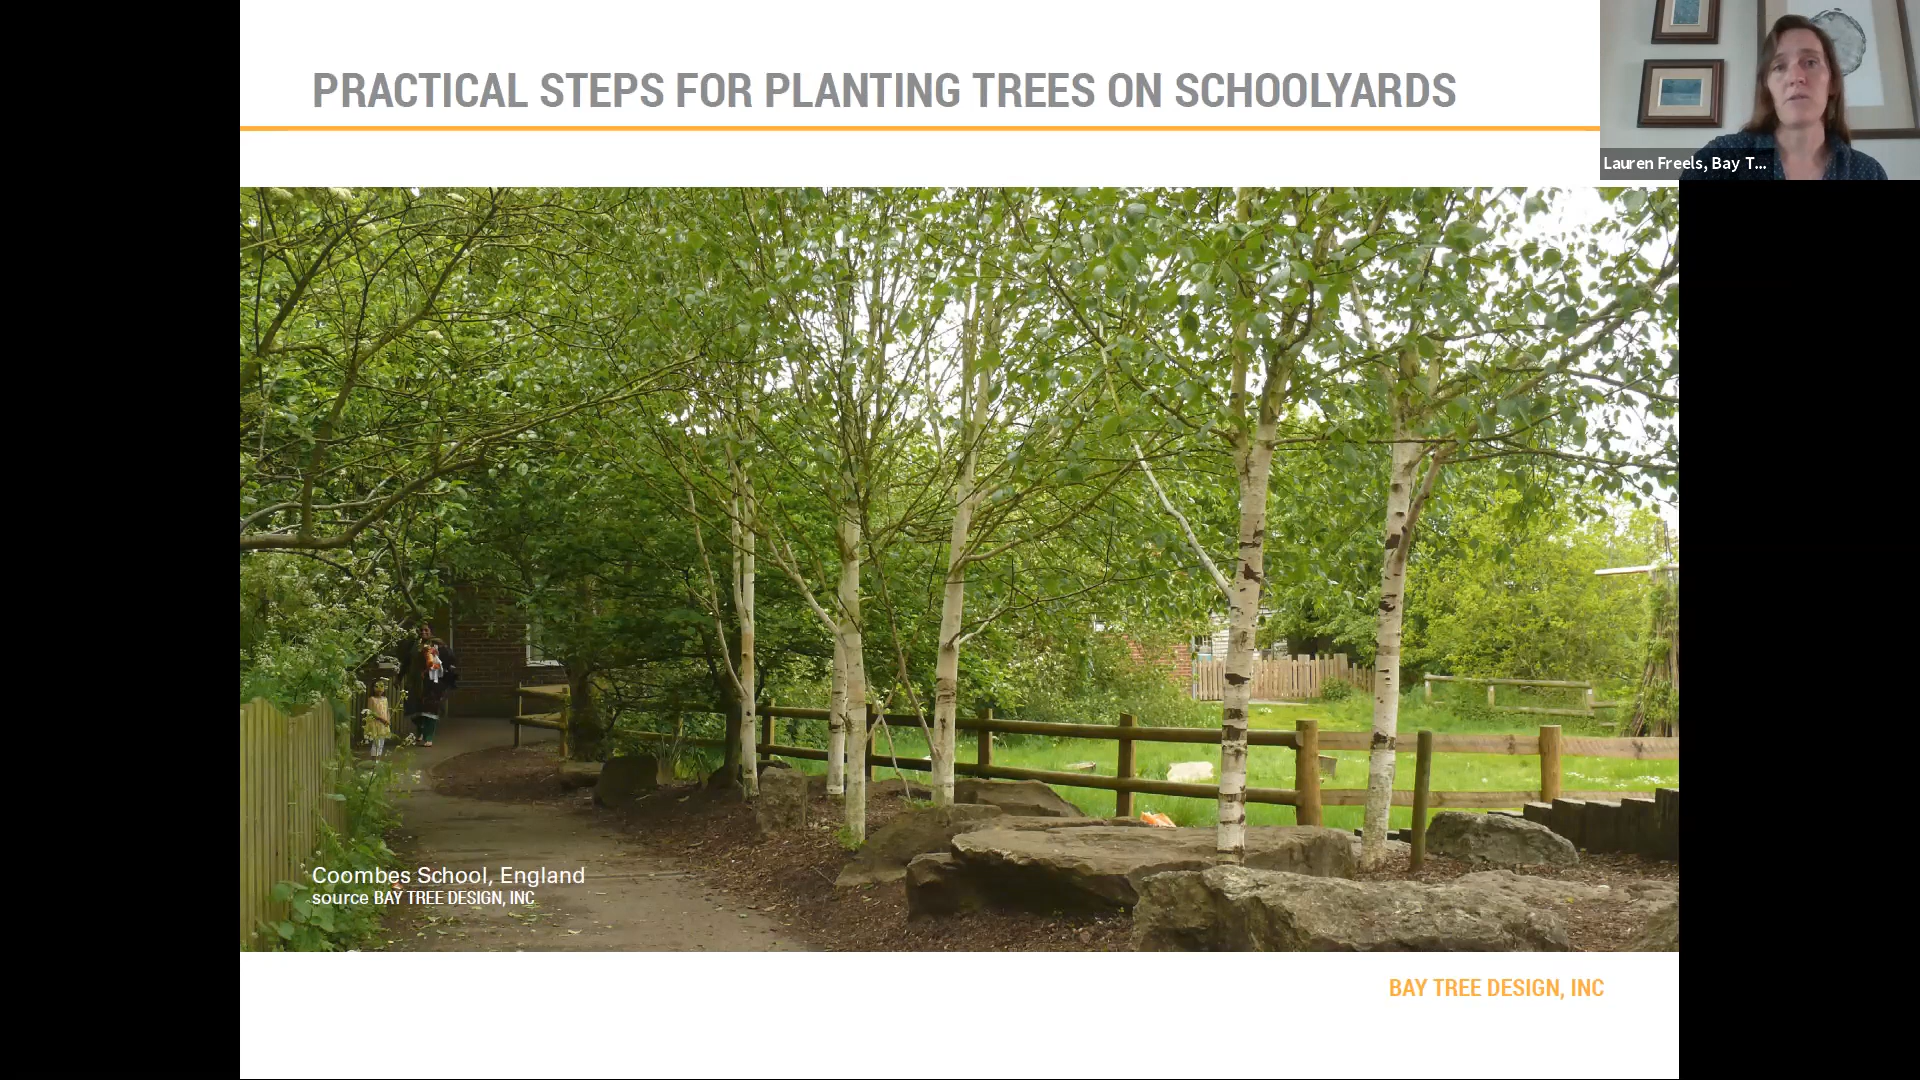 PRACTICAL STEPS FOR PLANTING TREES ON SCHOOLYARDS
Lauren Freels, Bay T...
Coombes School, England
source BAY TREE DESIGN, INC
BAY TREE DESIGN, INC